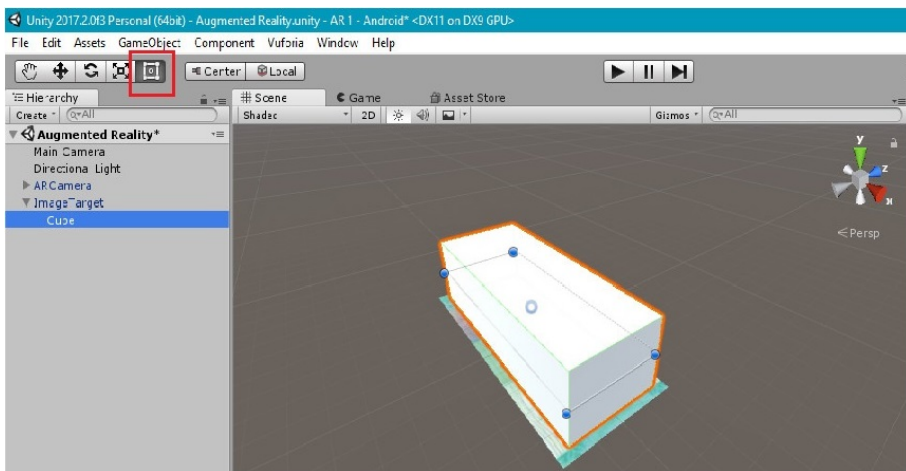 Unity 2017.2.0f3 Personal (64bit) - Augmented Reality.unity - AR 1 - Android* <DX11 on DX9 GPU>
File Edit Assets GameObject Component Vuforia Window Help
Center Local
Hierarchy
Scene Game Asset Store
Create All
Shaded 2D Gizmos All
Augmented Reality*
Main Camera
Directional Light
ARCamera
ImageTarget
Cube
y
z
x
Persp